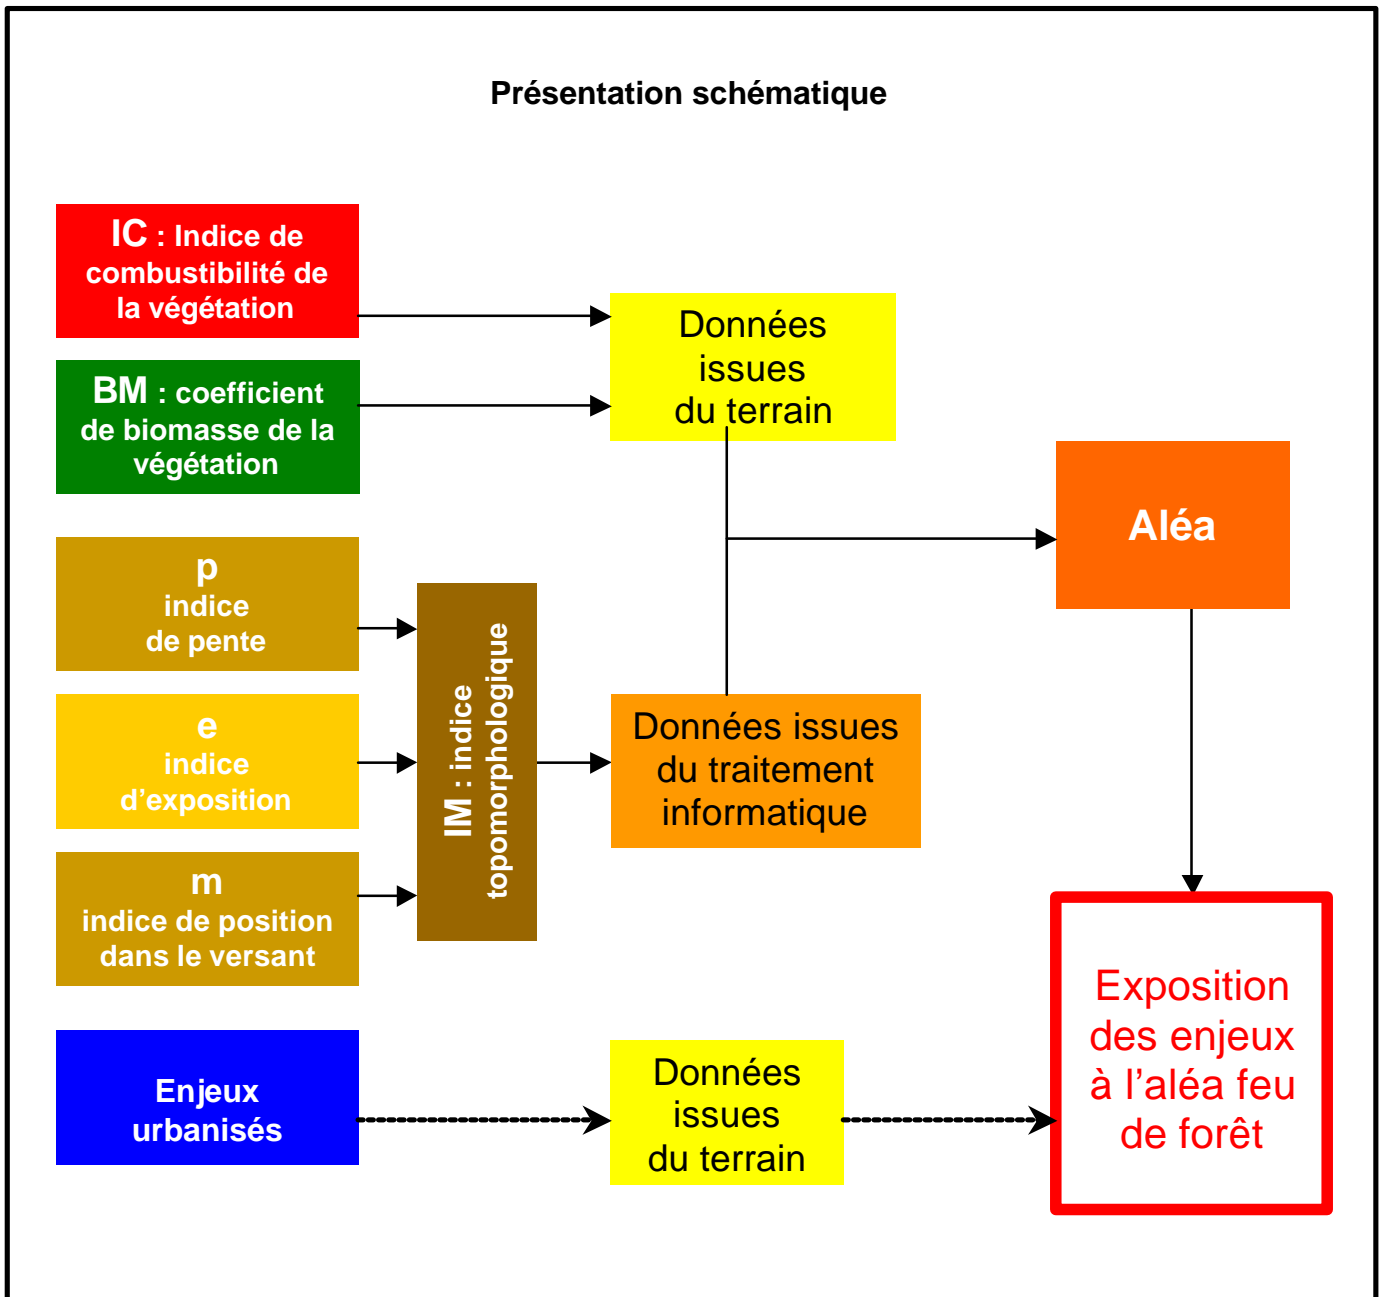 Présentation schématique
IC : Indice de
combustibilité de
la végétation
BM : coefficient
de biomasse de la
végétation
Données
issues
du terrain
Aléa
p
indice
de pente
e
indice
d'exposition
m
indice de position
dans le versant
IM : indice
topomorphologique
Données issues
du traitement
informatique
Enjeux
urbanisés
Données
issues
du terrain
Exposition
des enjeux
à l'aléa feu
de forêt